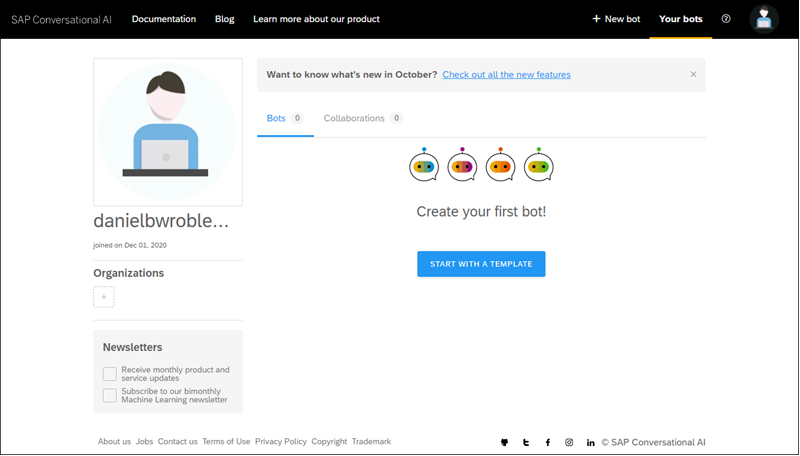 SAP Conversational AI Documentation Blog Learn more about our product + New bot Your bots ?
Want to know what's new in October? Check out all the new features ×
Bots 0 Collaborations 0
Create your first bot!
START WITH A TEMPLATE
danielbwroble...
joined on Dec 01, 2020
Organizations
+
Newsletters
Receive monthly product and
service updates
Subscribe to our bimonthly
Machine Learning newsletter
About us Jobs Contact us Terms of Use Privacy Policy Copyright Trademark © SAP Conversational AI